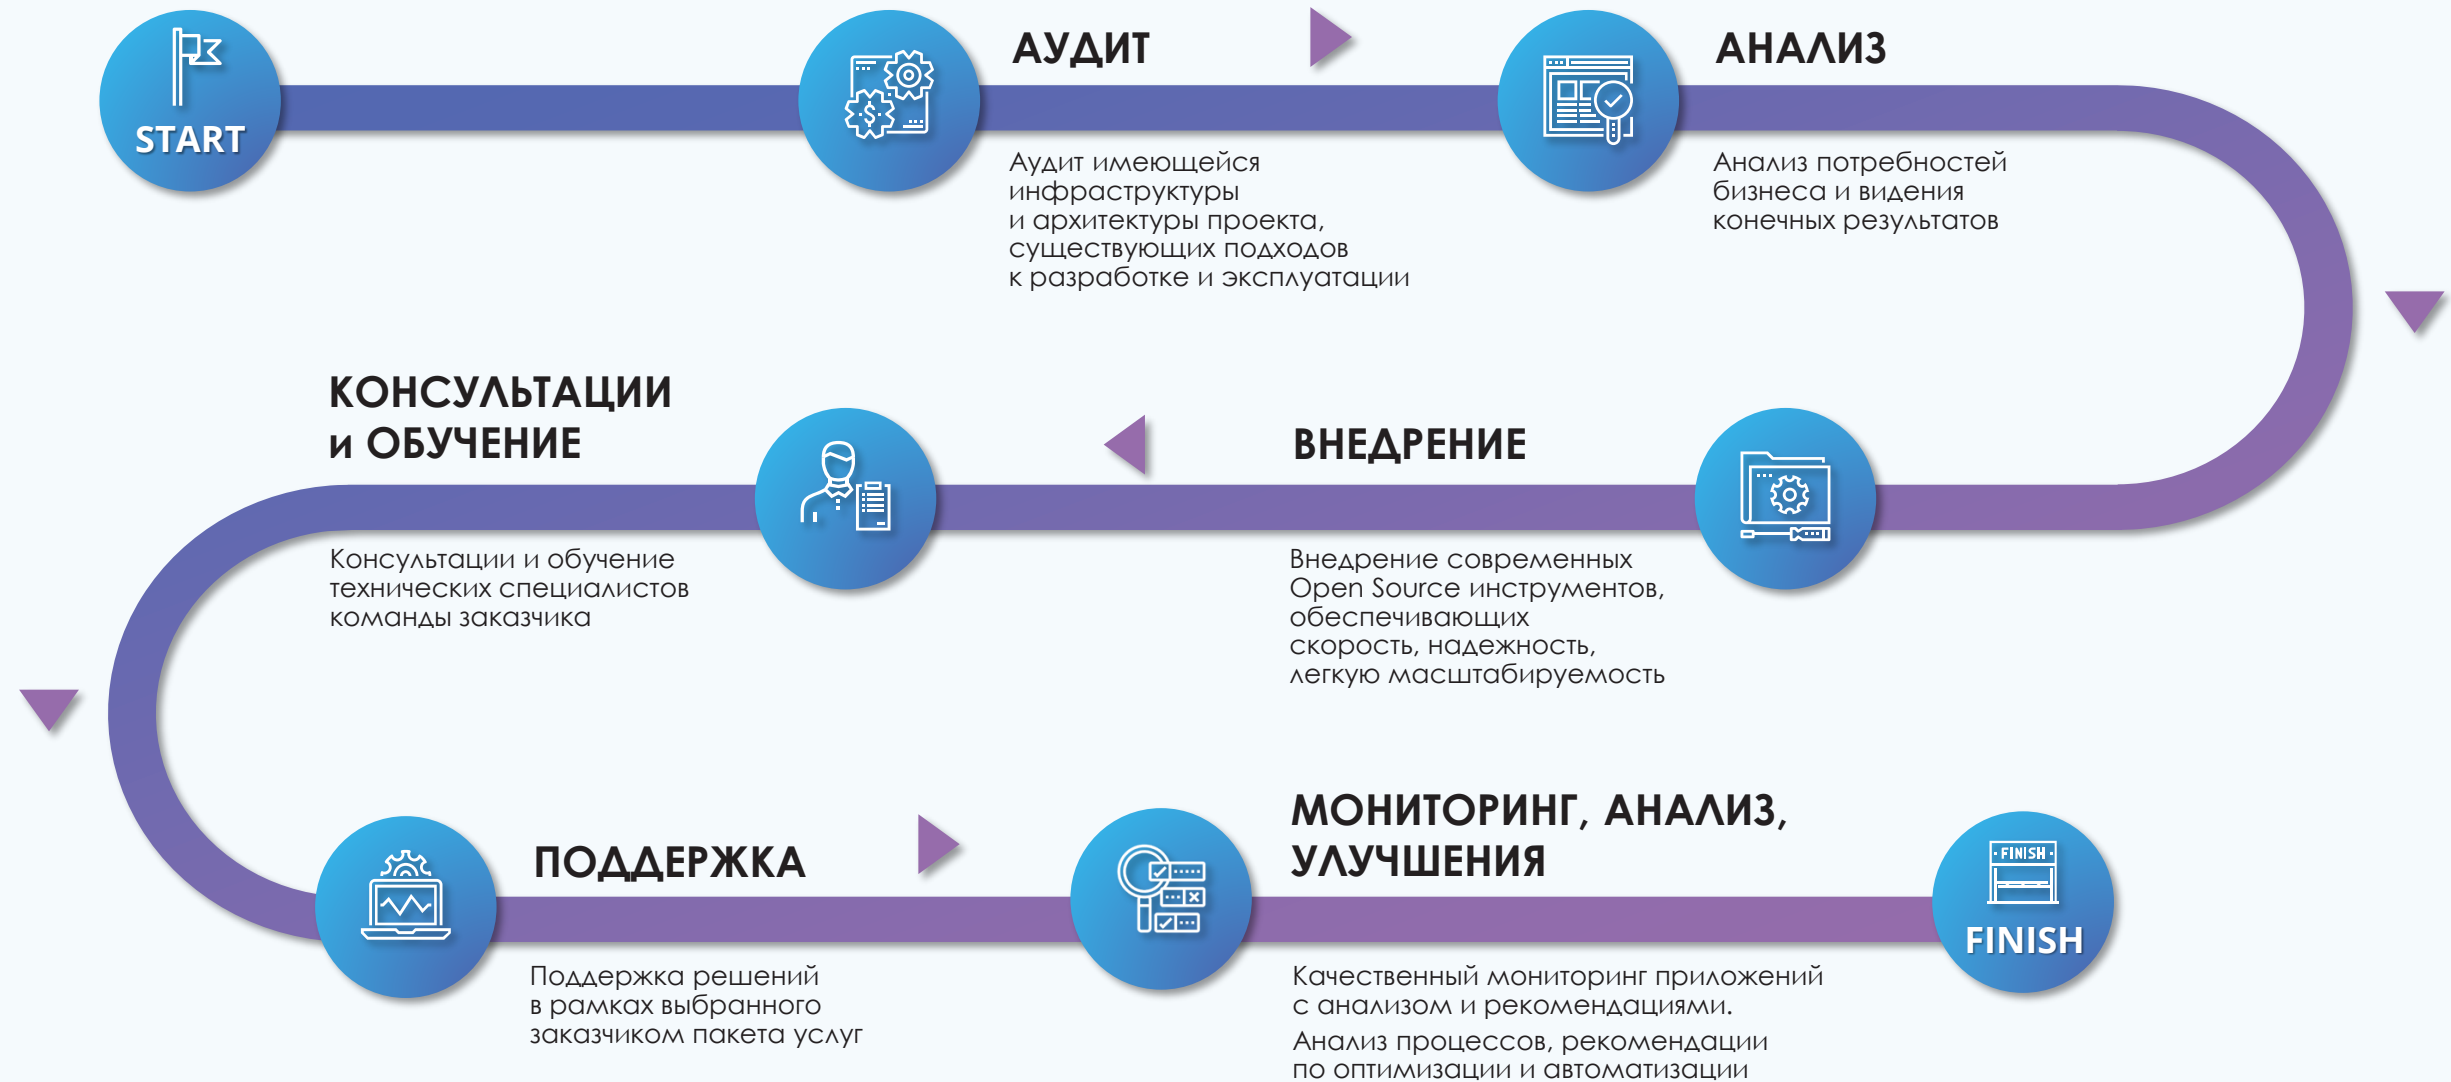 START
АУДИТ
Аудит имеющейся
инфраструктуры
и архитектуры проекта,
существующих подходов
к разработке и эксплуатации
АНАЛИЗ
Анализ потребностей
бизнеса и видения
конечных результатов
ВНЕДРЕНИЕ
Внедрение современных
Open Source инструментов,
обеспечивающих
скорость, надежность,
легкую масштабируемость
КОНСУЛЬТАЦИИ
и ОБУЧЕНИЕ
Консультации и обучение
технических специалистов
команды заказчика
ПОДДЕРЖКА
Поддержка решений
в рамках выбранного
заказчиком пакета услуг
МОНИТОРИНГ, АНАЛИЗ,
УЛУЧШЕНИЯ
Качественный мониторинг приложений
с анализом и рекомендациями.
Анализ процессов, рекомендации
по оптимизации и автоматизации
· FINISH ·
FINISH